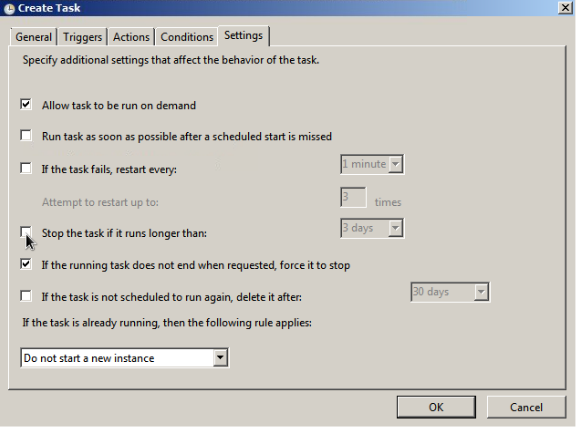 Create Task
General Triggers Actions Conditions Settings
Specify additional settings that affect the behavior of the task.
Allow task to be run on demand
Run task as soon as possible after a scheduled start is missed
If the task fails, restart every: 1 minute
Attempt to restart up to: 3 times
Stop the task if it runs longer than: 3 days
If the running task does not end when requested, force it to stop
If the task is not scheduled to run again, delete it after: 30 days
If the task is already running, then the following rule applies:
Do not start a new instance
OK Cancel